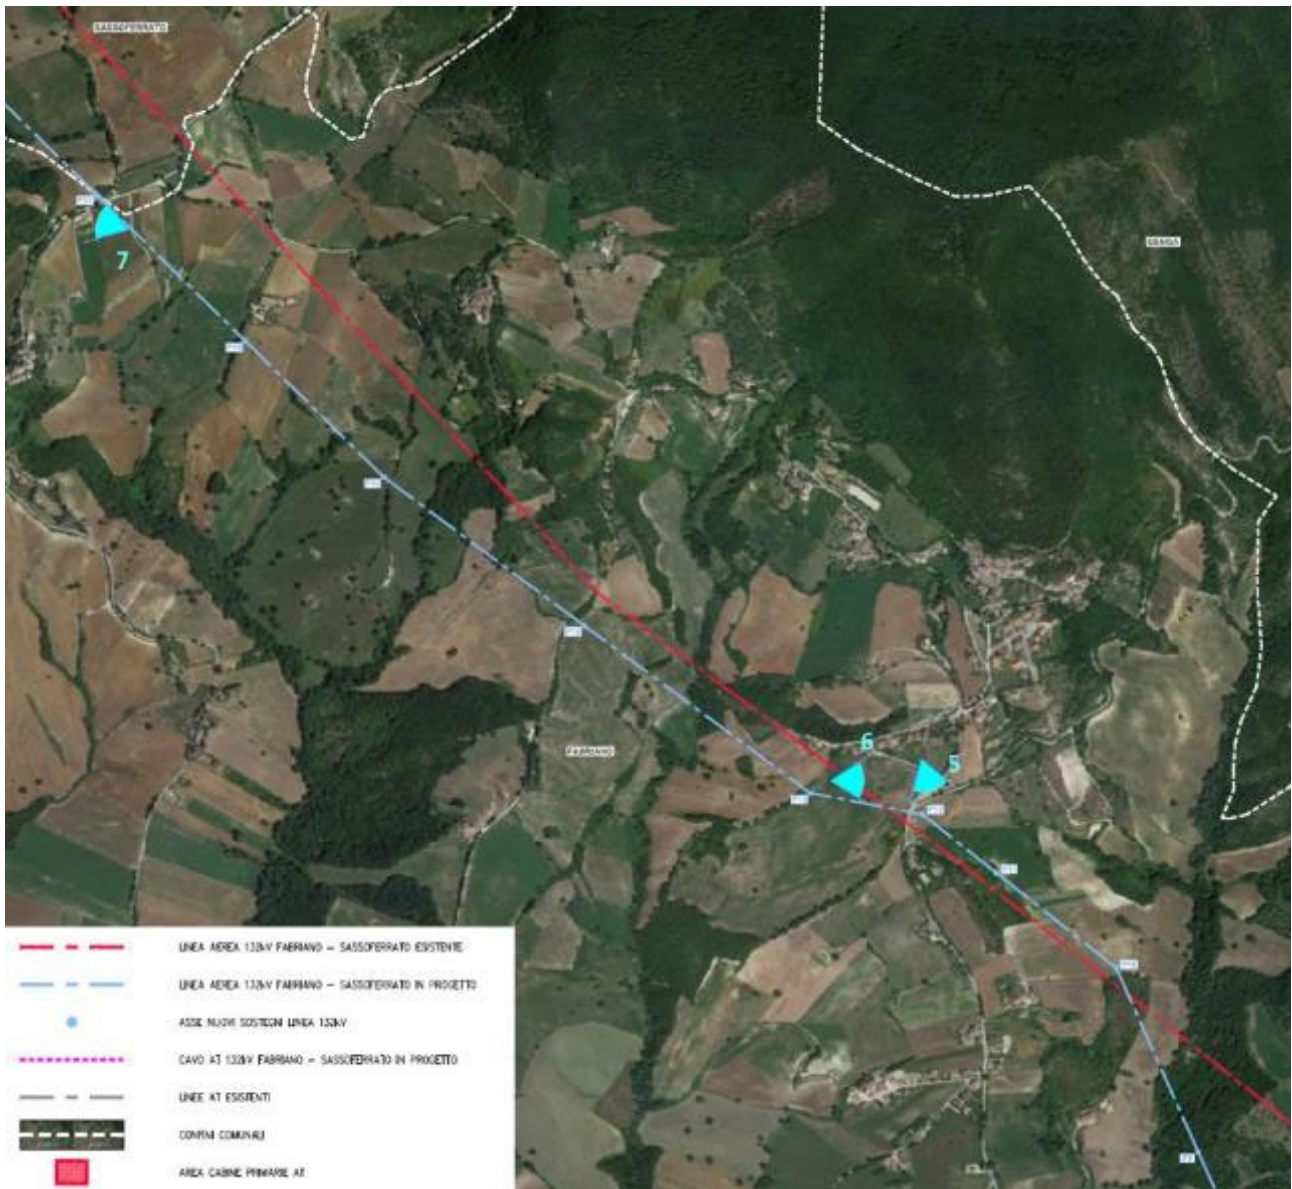 SASSOFERRATO
GENGA
7
FABRIANO
6
5
LINEA AEREA 132kV FABRIANO – SASSOFERRATO ESISTENTE
LINEA AEREA 132kV FABRIANO – SASSOFERRATO IN PROGETTO
ASSE NUOVI SOSTEGNI LINEA 132kV
CAVO AT 132kV FABRIANO – SASSOFERRATO IN PROGETTO
LINEE AT ESISTENTI
CONFINI COMUNALI
AREA CABINE PRIMARIE AT